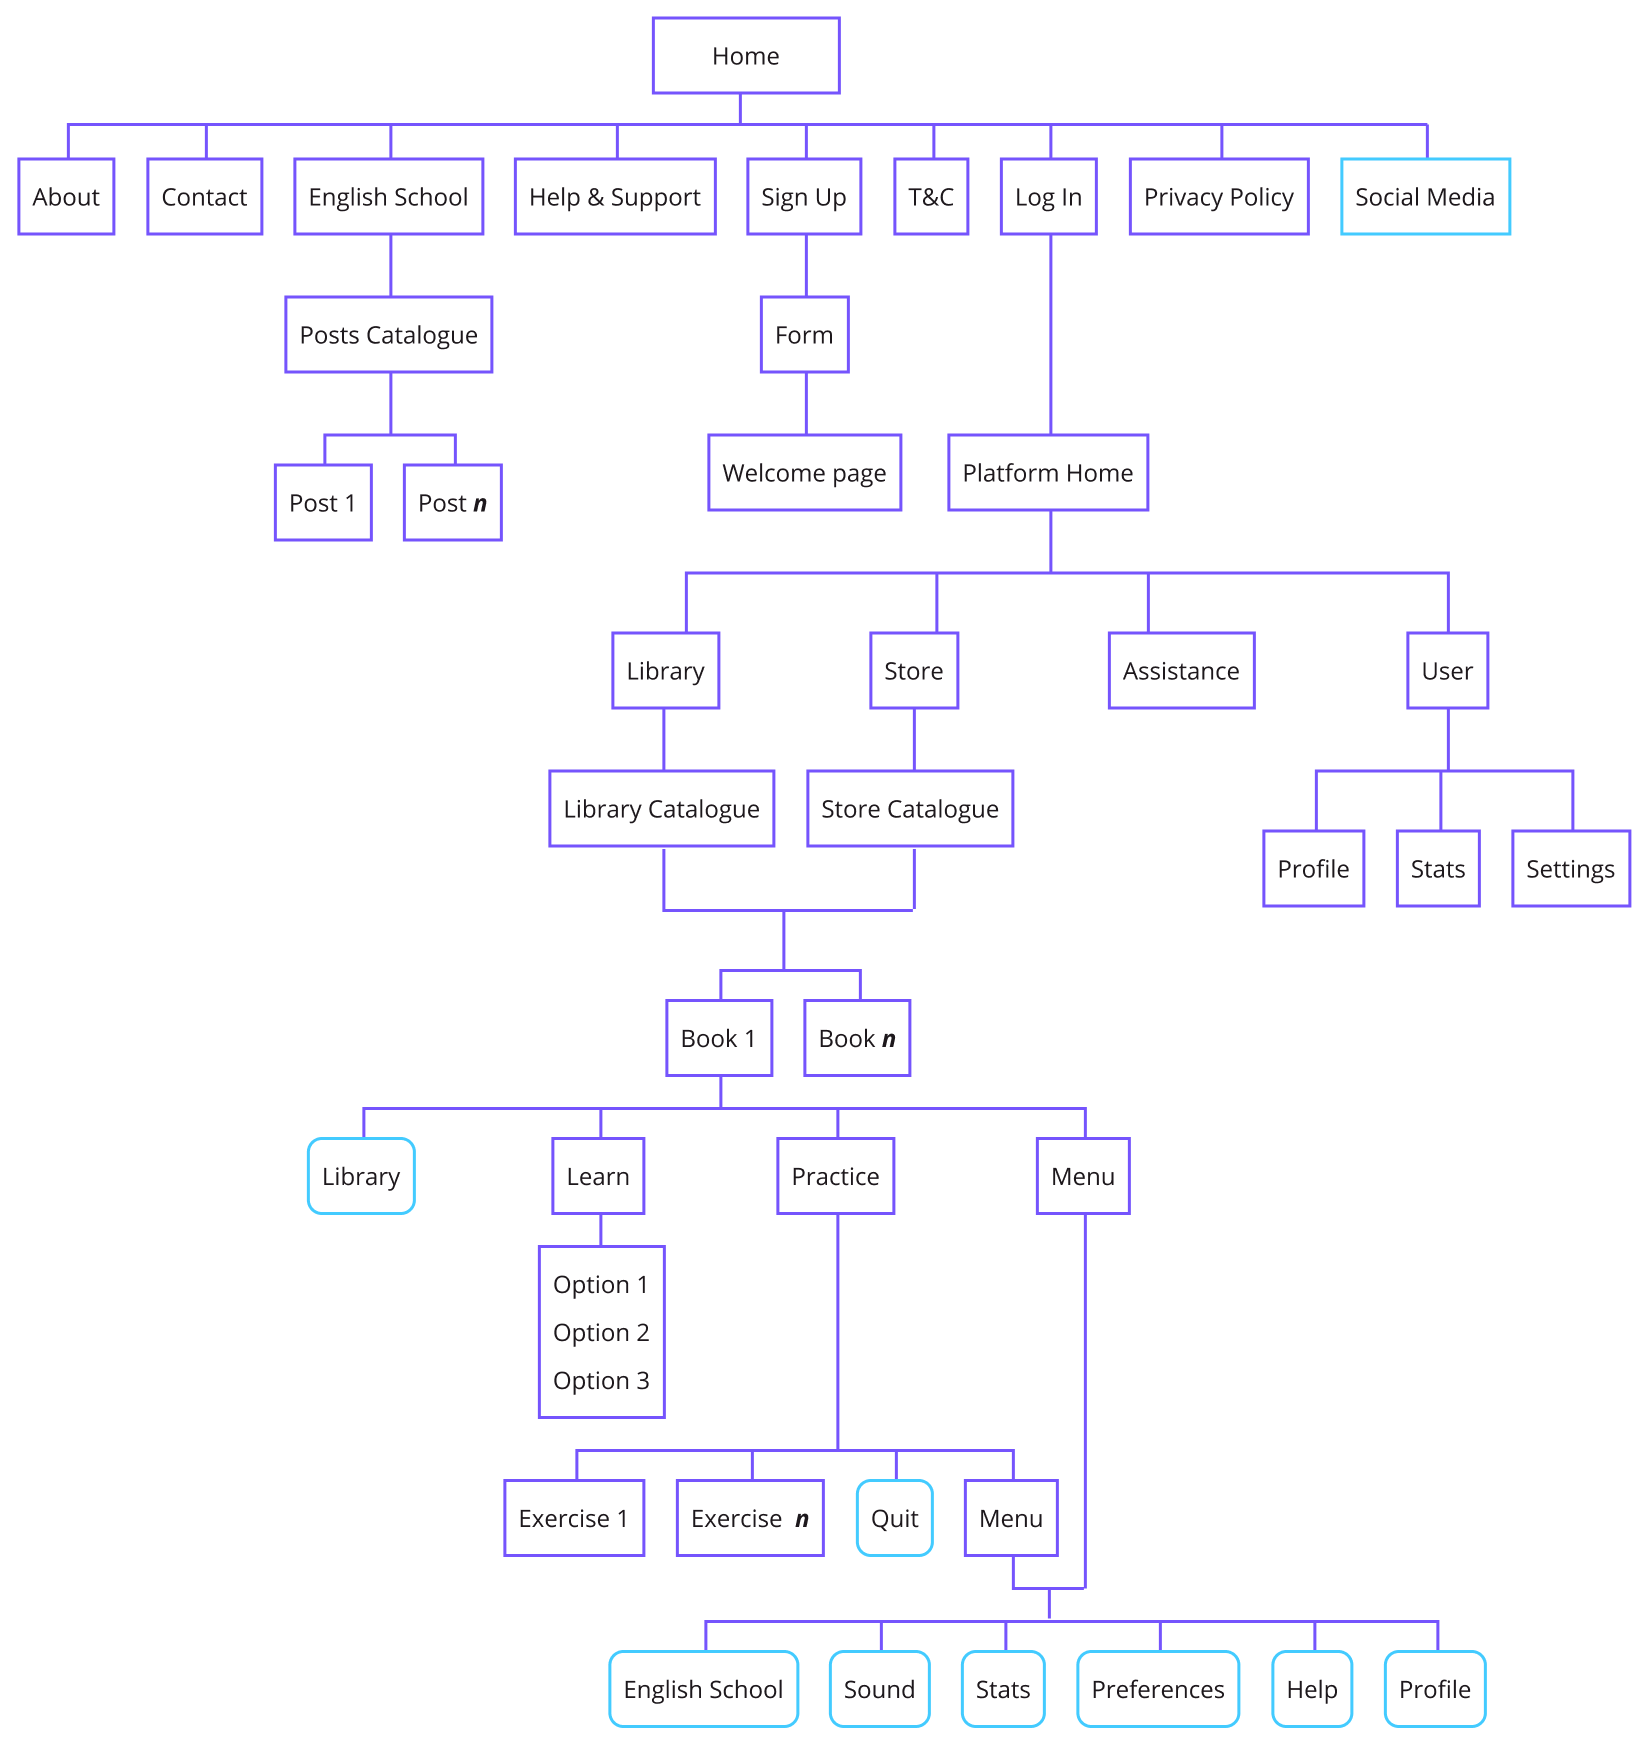 Home
About
Contact
English School
Help & Support
Sign Up
T&C
Log In
Privacy Policy
Social Media
Posts Catalogue
Form
Post 1
Post n
Welcome page
Platform Home
Library
Store
Assistance
User
Library Catalogue
Store Catalogue
Profile
Stats
Settings
Book 1
Book n
Library
Learn
Practice
Menu
Option 1
Option 2
Option 3
Exercise 1
Exercise n
Quit
Menu
English School
Sound
Stats
Preferences
Help
Profile